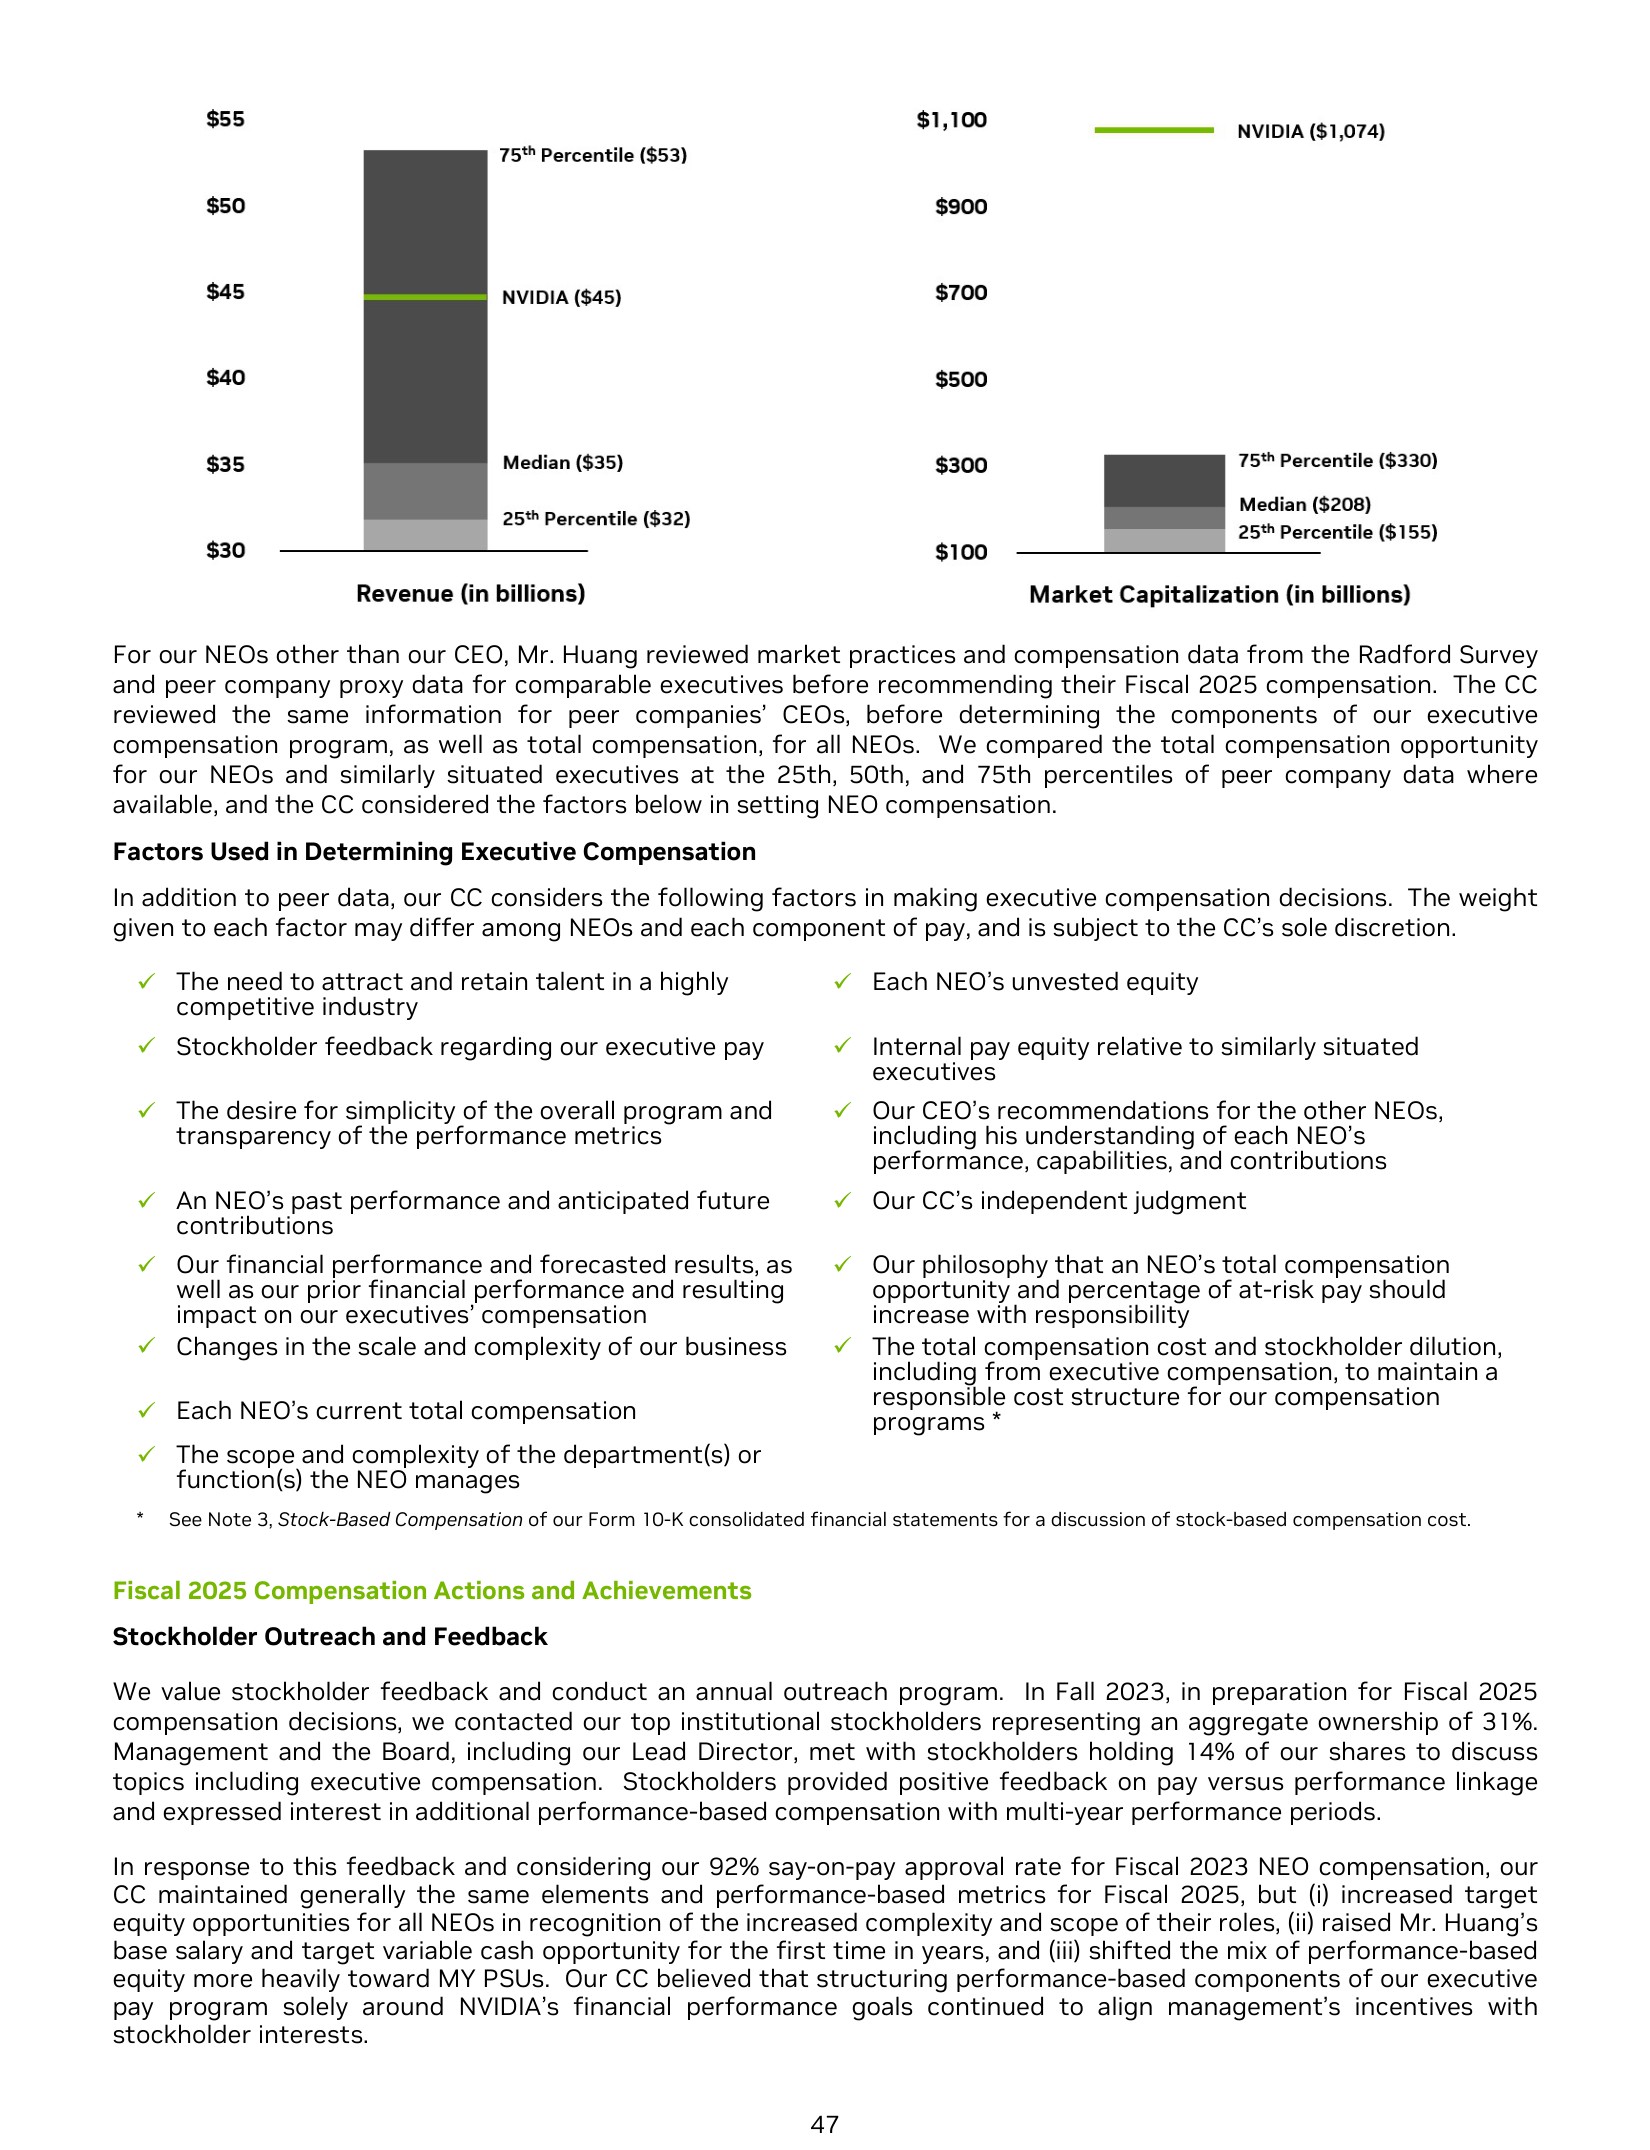 $55
75th Percentile ($53)
$50
$45
NVIDIA ($45)
$40
$35
Median ($35)
25th Percentile ($32)
$30
Revenue (in billions)
$1,100
NVIDIA ($1,074)
$900
$700
$500
$300
75th Percentile ($330)
Median ($208)
25th Percentile ($155)
$100
Market Capitalization (in billions)
For our NEOs other than our CEO, Mr. Huang reviewed market practices and compensation data from the Radford Survey
and peer company proxy data for comparable executives before recommending their Fiscal 2025 compensation. The CC
reviewed the same information for peer companies’ CEOs, before determining the components of our executive
compensation program, as well as total compensation, for all NEOs. We compared the total compensation opportunity
for our NEOs and similarly situated executives at the 25th, 50th, and 75th percentiles of peer company data where
available, and the CC considered the factors below in setting NEO compensation.
Factors Used in Determining Executive Compensation
In addition to peer data, our CC considers the following factors in making executive compensation decisions. The weight
given to each factor may differ among NEOs and each component of pay, and is subject to the CC’s sole discretion.
✓ The need to attract and retain talent in a highly
competitive industry
✓ Stockholder feedback regarding our executive pay
✓ The desire for simplicity of the overall program and
transparency of the performance metrics
✓ An NEO’s past performance and anticipated future
contributions
✓ Our financial performance and forecasted results, as
well as our prior financial performance and resulting
impact on our executives’ compensation
✓ Changes in the scale and complexity of our business
✓ Each NEO’s current total compensation
✓ The scope and complexity of the department(s) or
function(s) the NEO manages
✓ Each NEO’s unvested equity
✓ Internal pay equity relative to similarly situated
executives
✓ Our CEO’s recommendations for the other NEOs,
including his understanding of each NEO’s
performance, capabilities, and contributions
✓ Our CC’s independent judgment
✓ Our philosophy that an NEO’s total compensation
opportunity and percentage of at-risk pay should
increase with responsibility
✓ The total compensation cost and stockholder dilution,
including from executive compensation, to maintain a
responsible cost structure for our compensation
programs *
* See Note 3, Stock-Based Compensation of our Form 10-K consolidated financial statements for a discussion of stock-based compensation cost.
Fiscal 2025 Compensation Actions and Achievements
Stockholder Outreach and Feedback
We value stockholder feedback and conduct an annual outreach program. In Fall 2023, in preparation for Fiscal 2025
compensation decisions, we contacted our top institutional stockholders representing an aggregate ownership of 31%.
Management and the Board, including our Lead Director, met with stockholders holding 14% of our shares to discuss
topics including executive compensation. Stockholders provided positive feedback on pay versus performance linkage
and expressed interest in additional performance-based compensation with multi-year performance periods.
In response to this feedback and considering our 92% say-on-pay approval rate for Fiscal 2023 NEO compensation, our
CC maintained generally the same elements and performance-based metrics for Fiscal 2025, but (i) increased target
equity opportunities for all NEOs in recognition of the increased complexity and scope of their roles, (ii) raised Mr. Huang’s
base salary and target variable cash opportunity for the first time in years, and (iii) shifted the mix of performance-based
equity more heavily toward MY PSUs. Our CC believed that structuring performance-based components of our executive
pay program solely around NVIDIA’s financial performance goals continued to align management’s incentives with
stockholder interests.
47